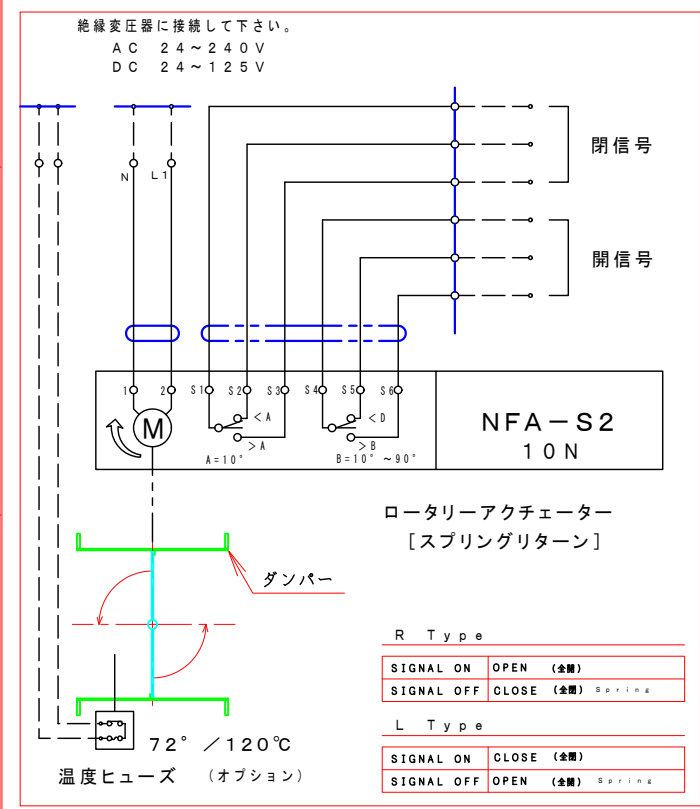 絶縁変圧器に接続して下さい。
AC 24~240V
DC 24~125V
N L1
閉信号
開信号
1 2 S1 S2 S3 S4 S5 S6
M
<A
>A
A=10°
<D
>B
B=10° ~90°
NFA-S2
10N
ロータリーアクチェーター
[スプリングリターン]
ダンパー
R Type
SIGNAL ON OPEN (全開)
SIGNAL OFF CLOSE (全閉) Spring
L Type
SIGNAL ON CLOSE (全閉)
SIGNAL OFF OPEN (全開) Spring
72° /120℃
温度ヒューズ (オプション)